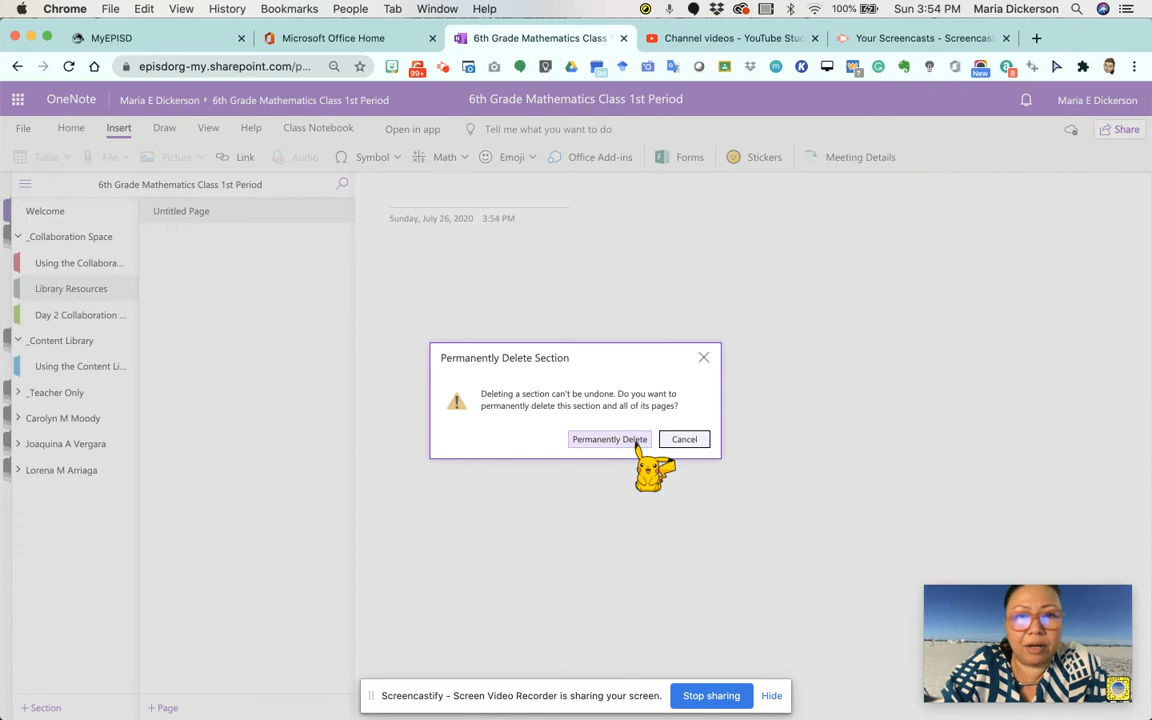 Chrome File Edit View History Bookmarks People Tab Window Help 100% Sun 3:54 PM Maria Dickerson
MyEPISD Microsoft Office Home 6th Grade Mathematics Class Channel videos - YouTube Stu Your Screencasts - Screencast
episdorg-my.sharepoint.com/p... 99+ New 8
OneNote Maria E Dickerson 6th Grade Mathematics Class 1st Period 6th Grade Mathematics Class 1st Period Maria E Dickerson
File Home Insert Draw View Help Class Notebook Open in app Tell me what you want to do Share
Table File Picture Link Audio Symbol Math Emoji Office Add-ins Forms Stickers Meeting Details
6th Grade Mathematics Class 1st Period
Welcome Untitled Page
Sunday, July 26, 2020 3:54 PM
_Collaboration Space
Using the Collabora...
Library Resources
Day 2 Collaboration ...
_Content Library
Using the Content Li...
_Teacher Only
Carolyn M Moody
Joaquina A Vergara
Lorena M Arriaga
Permanently Delete Section
Deleting a section can't be undone. Do you want to
permanently delete this section and all of its pages?
Permanently Delete Cancel
Screencastify - Screen Video Recorder is sharing your screen. Stop sharing Hide
+ Section + Page